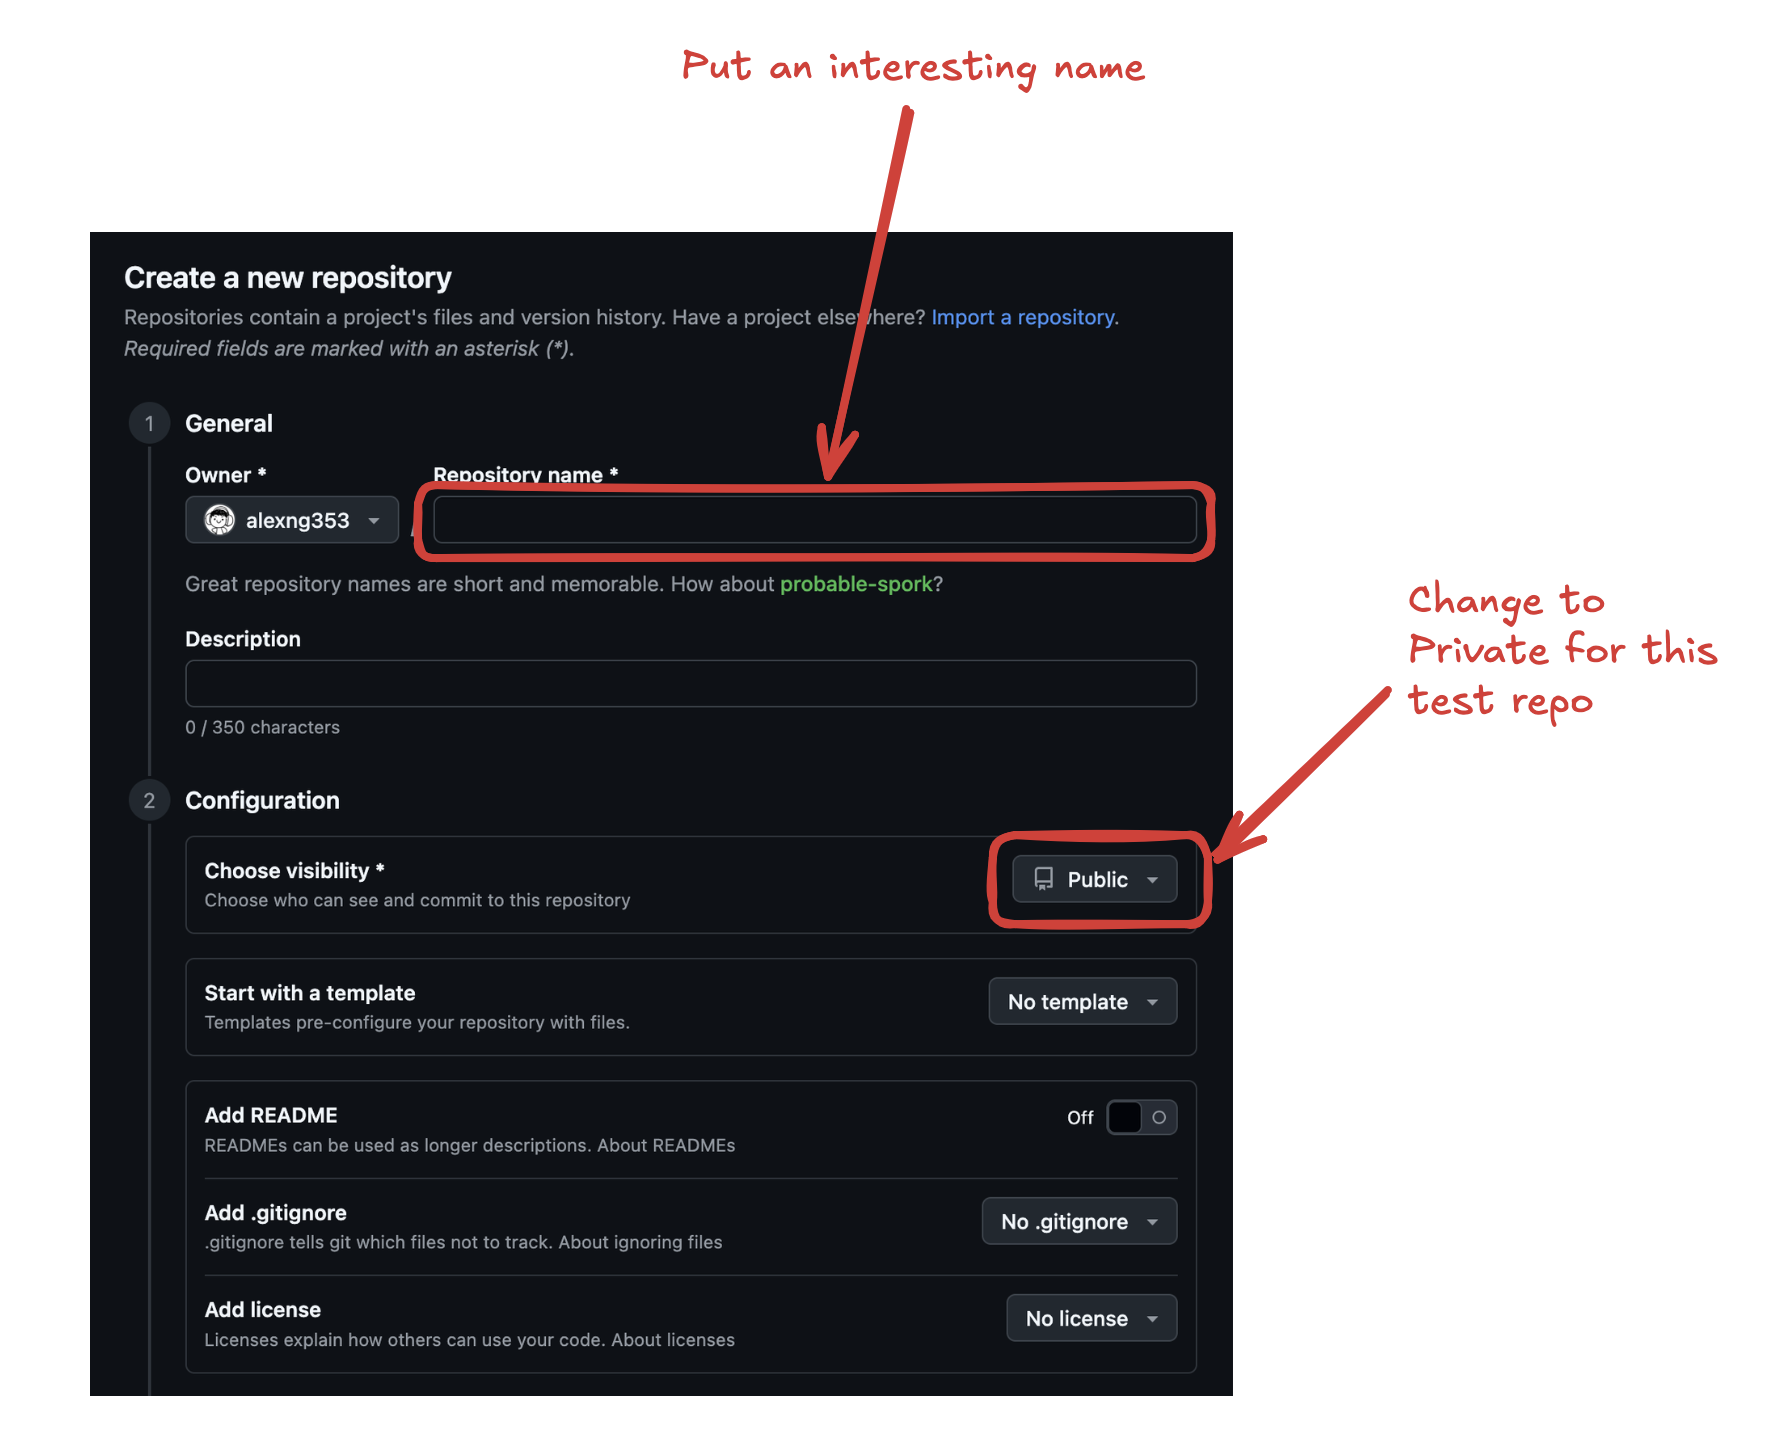 Put an interesting name
Create a new repository
Repositories contain a project's files and version history. Have a project elsewhere? Import a repository.
Required fields are marked with an asterisk (*).
1 General
Owner * Repository name *
alexng353 /
Great repository names are short and memorable. How about probable-spork?
Change to
Private for this
test repo
Description
0 / 350 characters
2 Configuration
Choose visibility *
Choose who can see and commit to this repository
Public
Start with a template
Templates pre-configure your repository with files.
No template
Add README
READMEs can be used as longer descriptions. About READMEs
Off
Add .gitignore
.gitignore tells git which files not to track. About ignoring files
No .gitignore
Add license
Licenses explain how others can use your code. About licenses
No license